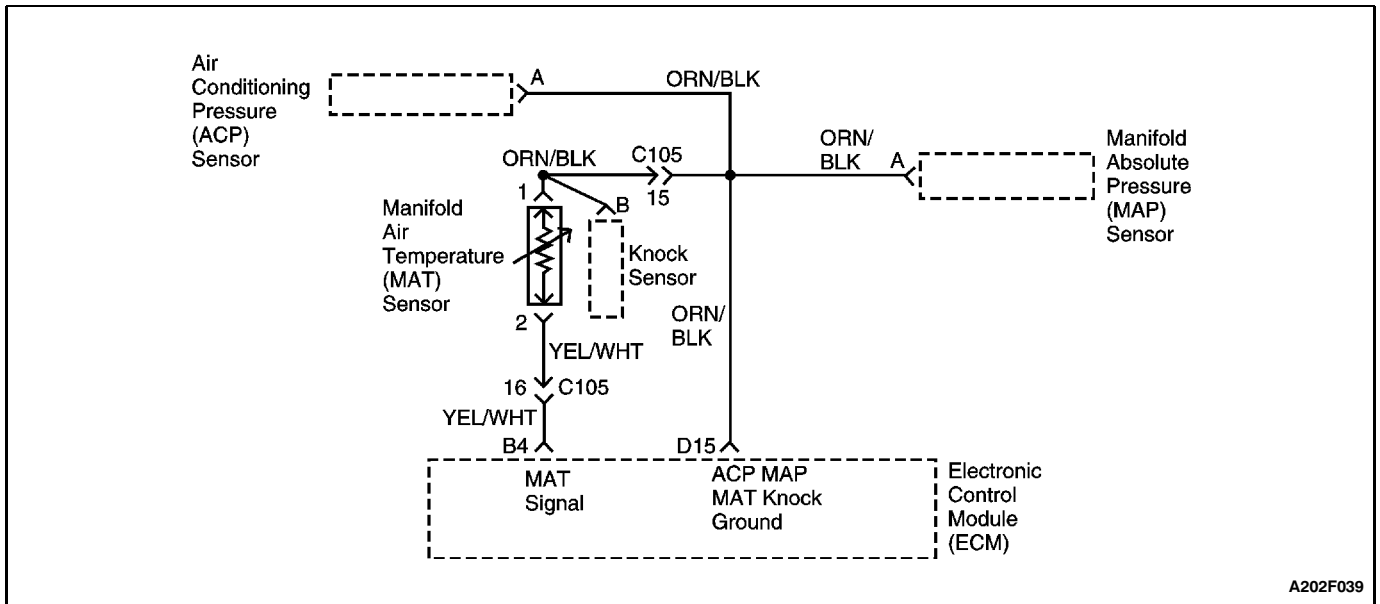 Air
Conditioning
Pressure
(ACP)
Sensor
A
ORN/BLK
ORN/
BLK
A
Manifold
Absolute
Pressure
(MAP)
Sensor
ORN/BLK
C105
15
1
B
Manifold
Air
Temperature
(MAT)
Sensor
Knock
Sensor
2
ORN/
BLK
YEL/WHT
16
C105
YEL/WHT
B4
D15
MAT
Signal
ACP MAP
MAT Knock
Ground
Electronic
Control
Module
(ECM)
A202F039